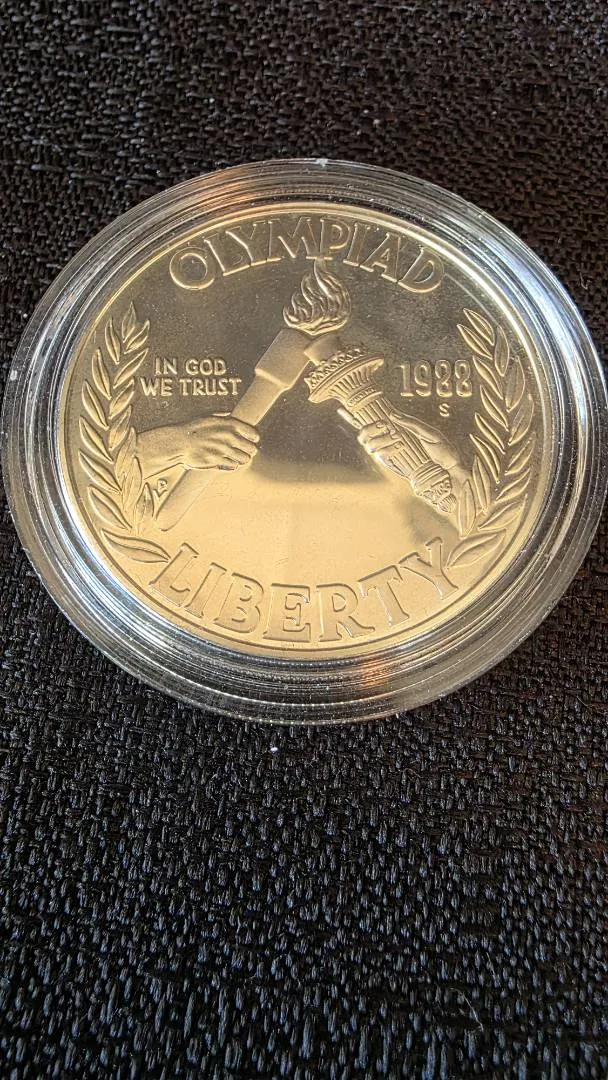 OLYMPIAD
IN GOD
WE TRUST
1988
S
LIBERTY